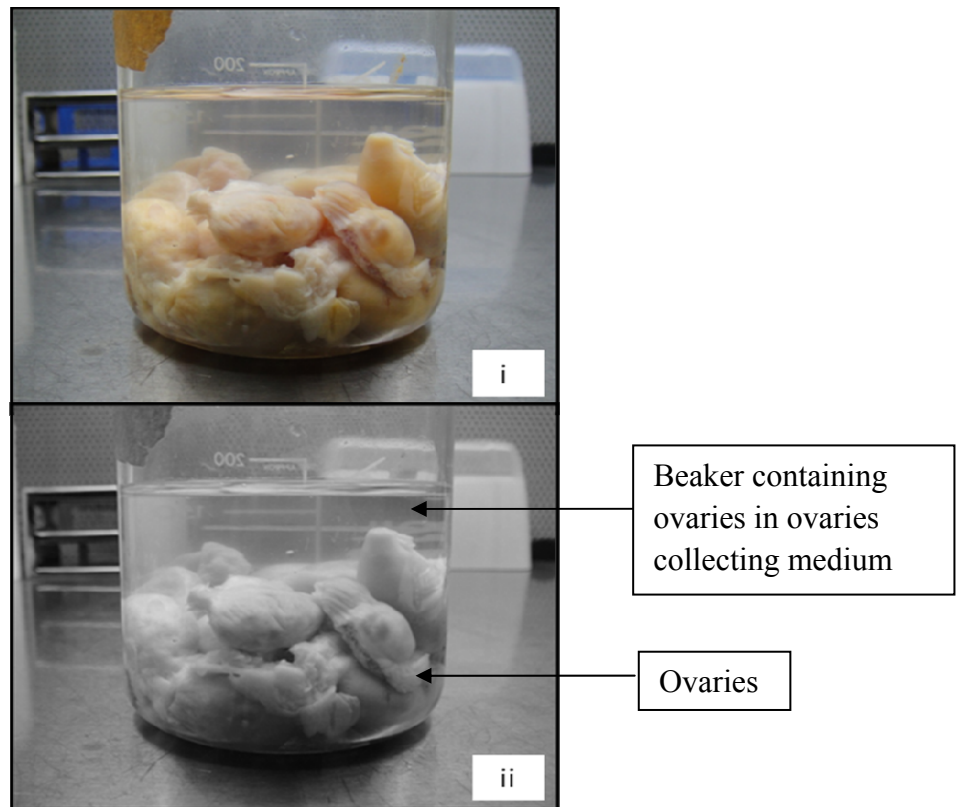 200
i
200
Beaker containing
ovaries in ovaries
collecting medium
Ovaries
ii